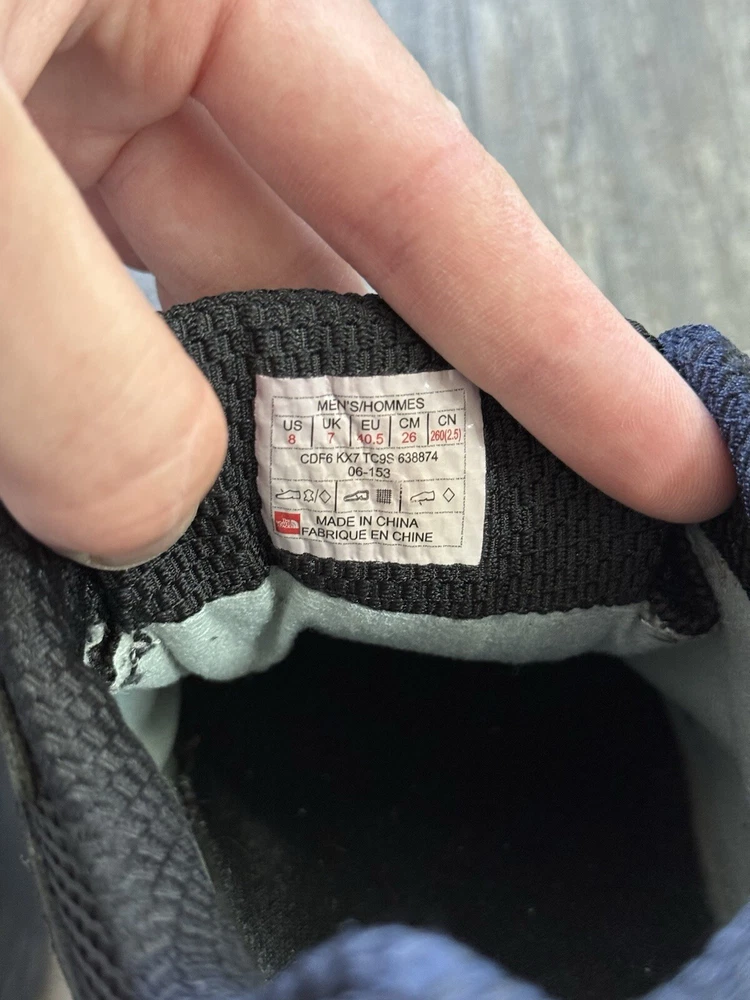 MEN'S/HOMMES
US UK EU CM CN
8 7 40.5 26 260(2.5)
CDF6 KX7 TC9S 638874
06-153
MADE IN CHINA
FABRIQUE EN CHINE